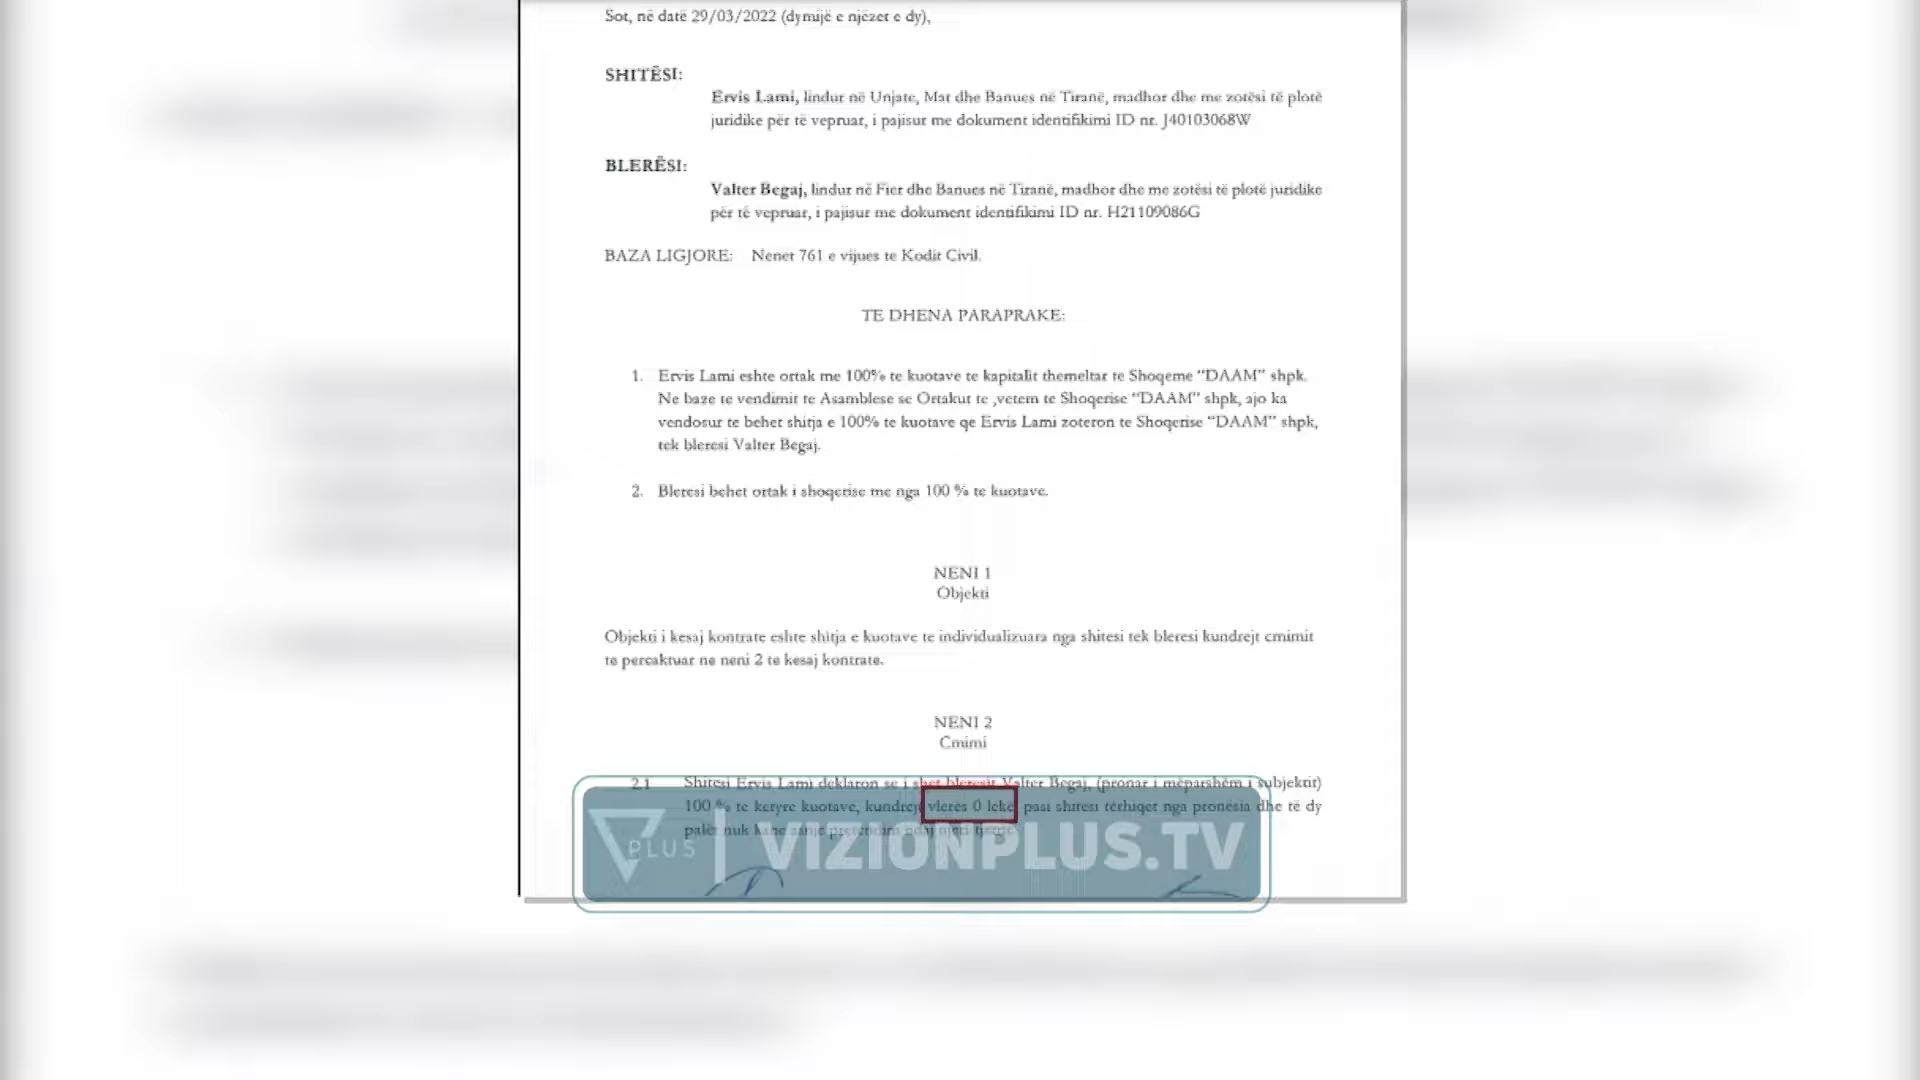 Sot, në datë 29/03/2022 (dymijë e njëzet e dy),
SHITËSI:
Ervis Lami, lindur në Unjate, Mat dhe Banues në Tiranë, madhor dhe me zotësi të plotë
juridike për të vepruar, i pajisur me dokument identifikimi ID nr. J40103068W
BLERËSI:
Valter Begaj, lindur në Fier dhe Banues në Tiranë, madhor dhe me zotësi të plotë juridike
për të vepruar, i pajisur me dokument identifikimi ID nr. H21109086G
BAZA LIGJORE: Nenet 761 e vijues te Kodit Civil.
TE DHENA PARAPRAKE:
1. Ervis Lami eshte ortak me 100% te kuotave te kapitalit themeltar te Shoqeme “DAAM” shpk.
Ne baze te vendimit te Asamblese se Ortakut te ,vetem te Shoqerise “DAAM” shpk, ajo ka
vendosur te behet shitja e 100% te kuotave qe Ervis Lami zoteron te Shoqerise “DAAM” shpk,
tek bleresi Valter Begaj.
2. Bleresi behet ortak i shoqerise me nga 100 % te kuotave.
NENI 1
Objekti
Objekti i kesaj kontrate eshte shitja e kuotave te individualizuara nga shitesi tek bleresi kundrejt cmimit
te percaktuar ne neni 2 te kesaj kontrate.
NENI 2
Cmimi
2.1 Shitesi Ervis Lami deklaron se i shet bleresit Valter Begaj, (pronar i mëparshëm i subjektit)
100 % te ketyre kuotave, kundrejt vleres 0 leke pasi shitesi tërhiqet nga pronësia dhe të dy
palët nuk kane asnje pretendim ndaj njeri tjetrit
PLUS | VIZIONPLUS.TV